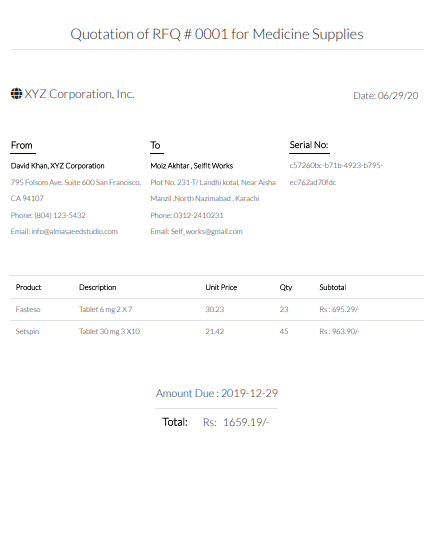 Quotation of RFQ # 0001 for Medicine Supplies
XYZ Corporation, Inc.
Date: 06/29/20
From
David Khan, XYZ Corporation
795 Folsom Ave, Suite 600 San Francisco,
CA 94107
Phone: (804) 123-5432
Email: info@almasaeedstudio.com
To
Moiz Akhtar , Selfit Works
Plot No, 231-T/ Landhi kotal, Near Aisha
Manzil ,North Nazimabad , Karachi
Phone: 0312-2410231
Email: Self_works@gmail.com
Serial No:
c57260bc-b71b-4923-b795-
ec762ad70fdc
Product Description Unit Price Qty Subtotal
Fasteso Tablet 6 mg 2 X 7 30.23 23 Rs : 695.29/-
Setspin Tablet 30 mg 3 X10 21.42 45 Rs : 963.90/-
Amount Due : 2019-12-29
Total: Rs: 1659.19/-